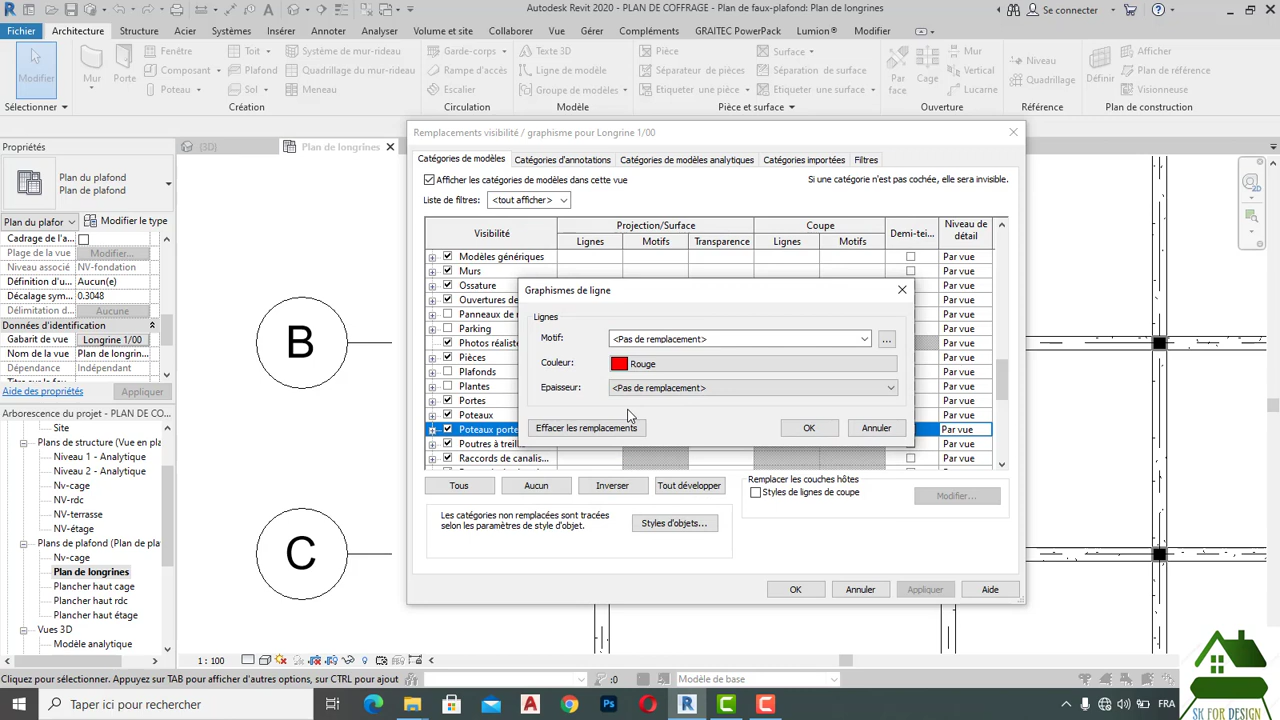 Autodesk Revit 2020 - PLAN DE COFFRAGE - Plan de faux-plafond: Plan de longrines
Se connecter
Fichier Architecture Structure Acier Systèmes Insérer Annoter Analyser Volume et site Collaborer Vue Gérer Compléments GRAITEC PowerPack Lumion® Modifier
Modifier Mur Porte
Fenêtre Toit Système de mur-rideau Garde-corps Texte 3D Pièce Surface Mur Niveau Afficher
Composant Plafond Quadrillage du mur-rideau Rampe d'accès Ligne de modèle Séparateur de pièces Séparation de surface Par face Cage Vertical Définir Plan de référence
Poteau Sol Meneau Escalier Groupe de modèles Etiqueter une pièce Etiqueter une surface Lucarne Quadrillage Visionneuse
Sélectionner Création Circulation Modèle Pièce et surface Ouverture Référence Plan de construction
Propriétés
Plan du plafond
Plan de plafond
Plan du plafor Modifier le type
Cadrage de l'a...
Plage de la vue Modifier...
Niveau associé NV-fondation
Définition d'u... Aucun(e)
Décalage sym... 0.3048
Délimitation d... Aucune
Données d'identification
Gabarit de vue Longrine 1/00
Nom de la vue Plan de longrin...
Dépendance Indépendant
Aide des propriétés Appliquer
Arborescence du projet - PLAN DE COF...
Site
Plans de structure (Vue en pla
Niveau 1 - Analytique
Niveau 2 - Analytique
Nv-cage
NV-rdc
NV-terrasse
NV-étage
Plans de plafond (Plan de pla
Nv-cage
Plan de longrines
Plancher haut cage
Plancher haut rdc
Plancher haut étage
Vues 3D
Modèle analytique
{3D} Plan de longrines
B
C
Remplacements visibilité / graphisme pour Longrine 1/00
Catégories de modèles Catégories d'annotations Catégories de modèles analytiques Catégories importées Filtres
Afficher les catégories de modèles dans cette vue Si une catégorie n'est pas cochée, elle sera invisible.
Liste de filtres: <tout afficher>
Visibilité Projection/Surface Coupe Demi-tei... Niveau de détail
Lignes Motifs Transparence Lignes Motifs
Modèles génériques Par vue
Murs Par vue
Ossature Par vue
Ouvertures de Par vue
Panneaux de r Par vue
Parking Par vue
Photos réaliste Par vue
Pièces Par vue
Plafonds Par vue
Plantes Par vue
Portes Par vue
Poteaux Par vue
Poteaux porte Par vue
Poutres à treill Par vue
Raccords de canalis... Par vue
Graphismes de ligne
Lignes
Motif: <Pas de remplacement> ...
Couleur: Rouge
Epaisseur: <Pas de remplacement>
Effacer les remplacements OK Annuler
Tous Aucun Inverser Tout développer
Remplacer les couches hôtes
Styles de lignes de coupe Modifier...
Les catégories non remplacées sont tracées
selon les paramètres de style d'objet. Styles d'objets...
OK Annuler Appliquer Aide
1 : 100
Cliquez pour sélectionner. Appuyez sur TAB pour afficher d'autres options, sur CTRL pour ajout :0 Modèle de base :0
Taper ici pour rechercher FRA
SK FOR DESIGN